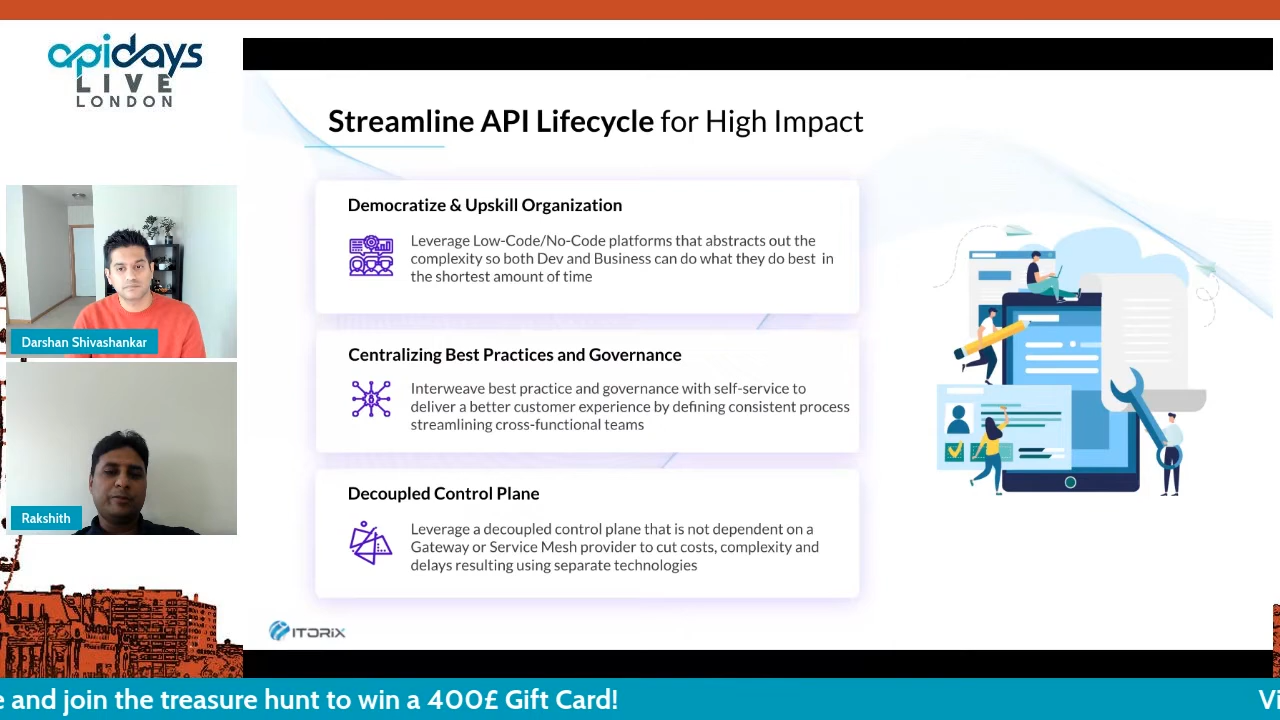 apidays
LIVE
LONDON
Streamline API Lifecycle for High Impact
Democratize & Upskill Organization
Leverage Low-Code/No-Code platforms that abstracts out the
complexity so both Dev and Business can do what they do best in
the shortest amount of time
Centralizing Best Practices and Governance
Interweave best practice and governance with self-service to
deliver a better customer experience by defining consistent process
streamlining cross-functional teams
Decoupled Control Plane
Leverage a decoupled control plane that is not dependent on a
Gateway or Service Mesh provider to cut costs, complexity and
delays resulting using separate technologies
Darshan Shivashankar
Rakshith
ITORIX
e and join the treasure hunt to win a 400£ Gift Card!
Vi